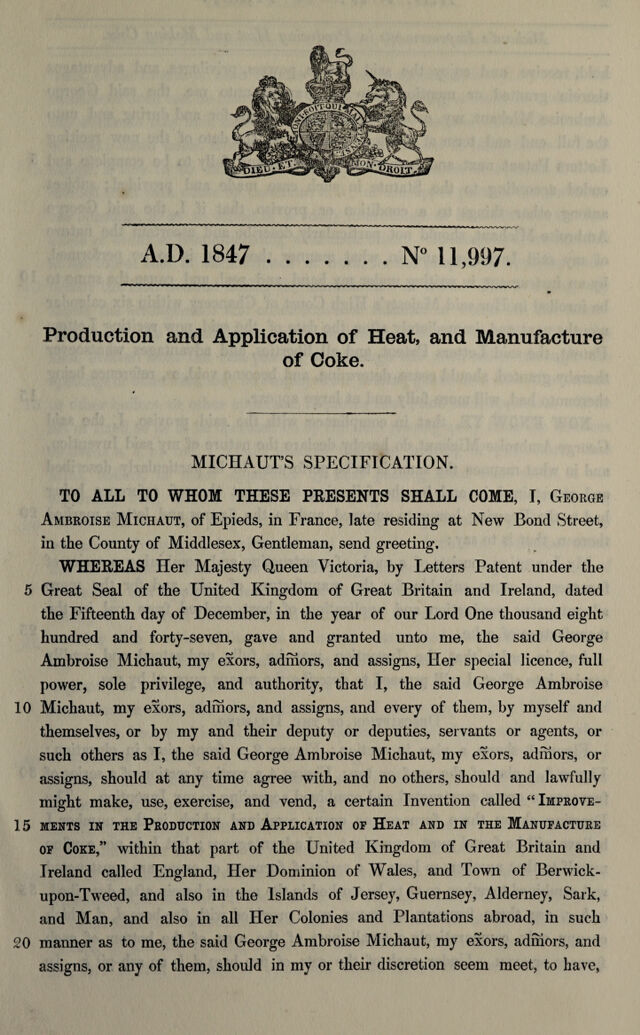 DIEU ET MON DROIT
A.D. 1847 . . . . . . . Nº 11,997.
Production and Application of Heat, and Manufacture
of Coke.
MICHAUT'S SPECIFICATION.
TO ALL TO WHOM THESE PRESENTS SHALL COME, I, GEORGE
AMBROISE MICHAUT, of Epieds, in France, late residing at New Bond Street,
in the County of Middlesex, Gentleman, send greeting.
WHEREAS Her Majesty Queen Victoria, by Letters Patent under the
5 Great Seal of the United Kingdom of Great Britain and Ireland, dated
the Fifteenth day of December, in the year of our Lord One thousand eight
hundred and forty-seven, gave and granted unto me, the said George
Ambroise Michaut, my exors, adm̄ors, and assigns, Her special licence, full
power, sole privilege, and authority, that I, the said George Ambroise
10 Michaut, my exors, adm̄ors, and assigns, and every of them, by myself and
themselves, or by my and their deputy or deputies, servants or agents, or
such others as I, the said George Ambroise Michaut, my exors, adm̄ors, or
assigns, should at any time agree with, and no others, should and lawfully
might make, use, exercise, and vend, a certain Invention called "IMPROVE-
15 MENTS IN THE PRODUCTION AND APPLICATION OF HEAT AND IN THE MANUFACTURE
OF COKE," within that part of the United Kingdom of Great Britain and
Ireland called England, Her Dominion of Wales, and Town of Berwick-
upon-Tweed, and also in the Islands of Jersey, Guernsey, Alderney, Sark,
and Man, and also in all Her Colonies and Plantations abroad, in such
20 manner as to me, the said George Ambroise Michaut, my exors, adm̄ors, and
assigns, or any of them, should in my or their discretion seem meet, to have,